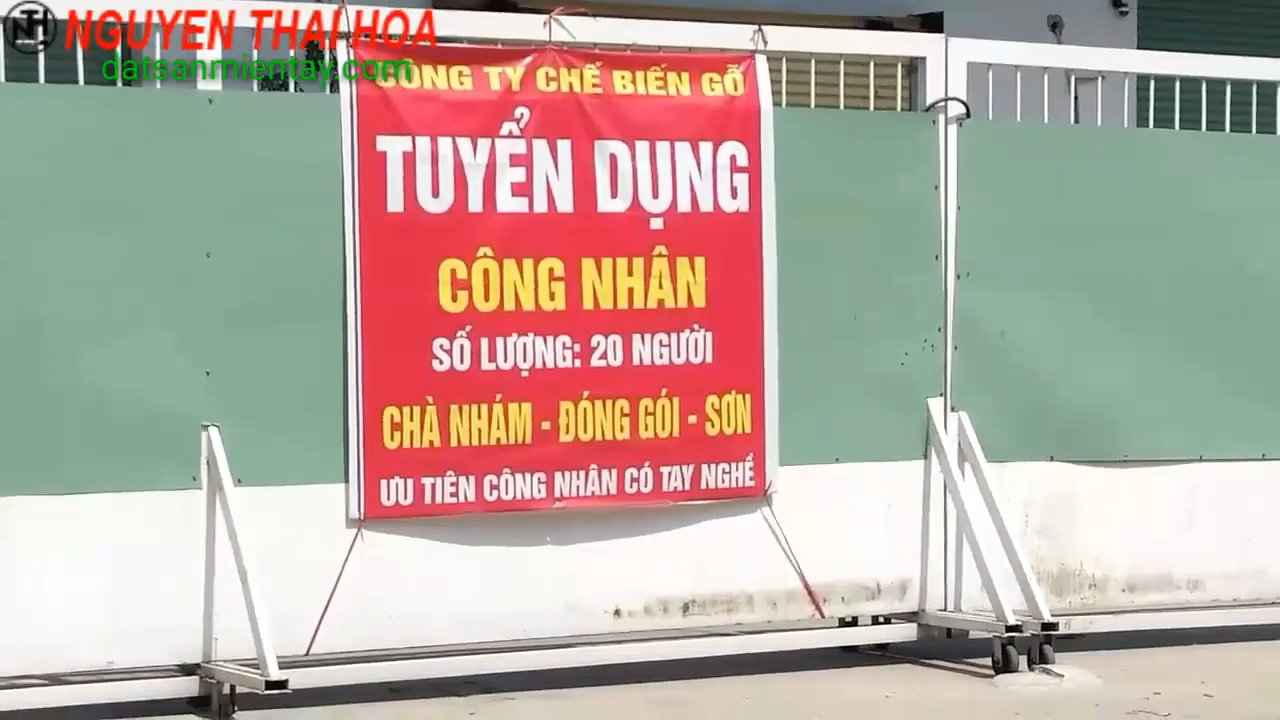 NGUYEN THAI HOA
datsanmientay.com
CÔNG TY CHẾ BIẾN GỖ
TUYỂN DỤNG
CÔNG NHÂN
SỐ LƯỢNG: 20 NGƯỜI
CHÀ NHÁM - ĐÓNG GÓI - SƠN
ƯU TIÊN CÔNG NHÂN CÓ TAY NGHỀ